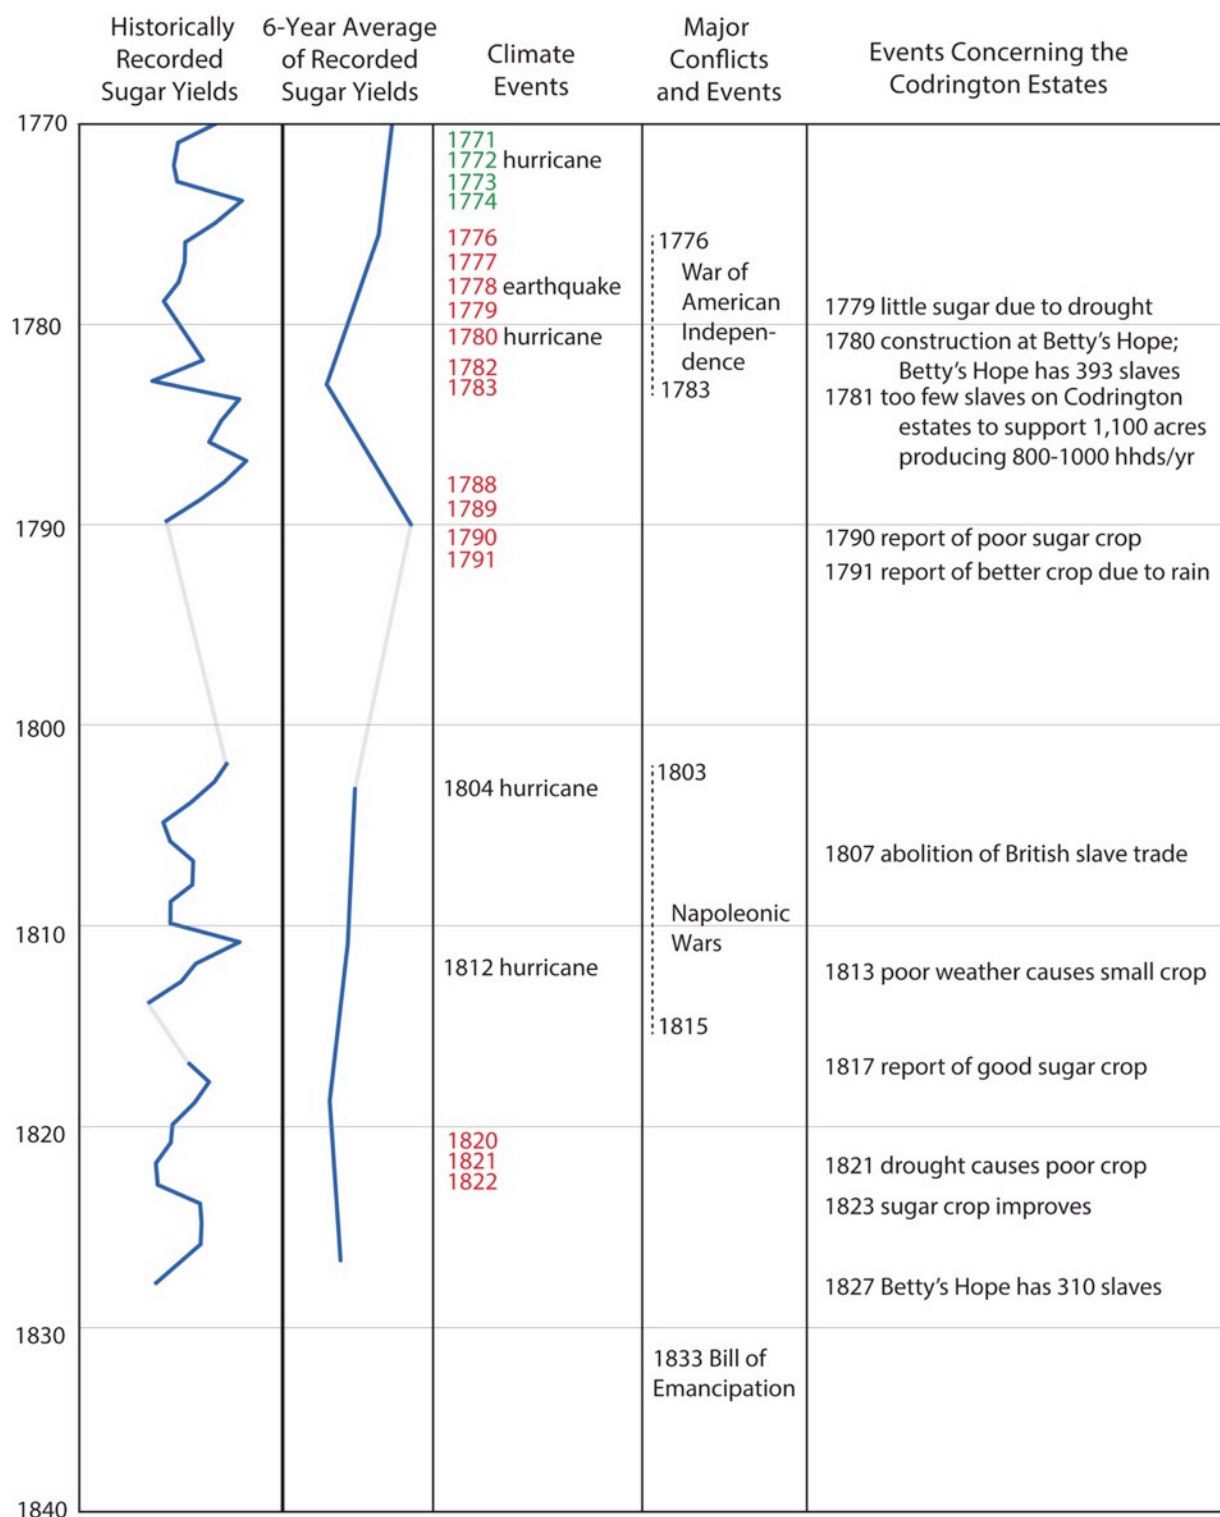 Historically
Recorded
Sugar Yields
6-Year Average
of Recorded
Sugar Yields
Climate
Events
Major
Conflicts
and Events
Events Concerning the
Codrington Estates
1770
1780
1790
1800
1810
1820
1830
1840
1771
1772 hurricane
1773
1774
1776
1777
1778 earthquake
1779
1780 hurricane
1782
1783
1788
1789
1790
1791
1804 hurricane
1812 hurricane
1820
1821
1822
1776
War of
American
Indepen-
dence
1783
1803
Napoleonic
Wars
1815
1833 Bill of
Emancipation
1779 little sugar due to drought
1780 construction at Betty’s Hope;
Betty’s Hope has 393 slaves
1781 too few slaves on Codrington
estates to support 1,100 acres
producing 800-1000 hhds/yr
1790 report of poor sugar crop
1791 report of better crop due to rain
1807 abolition of British slave trade
1813 poor weather causes small crop
1817 report of good sugar crop
1821 drought causes poor crop
1823 sugar crop improves
1827 Betty’s Hope has 310 slaves